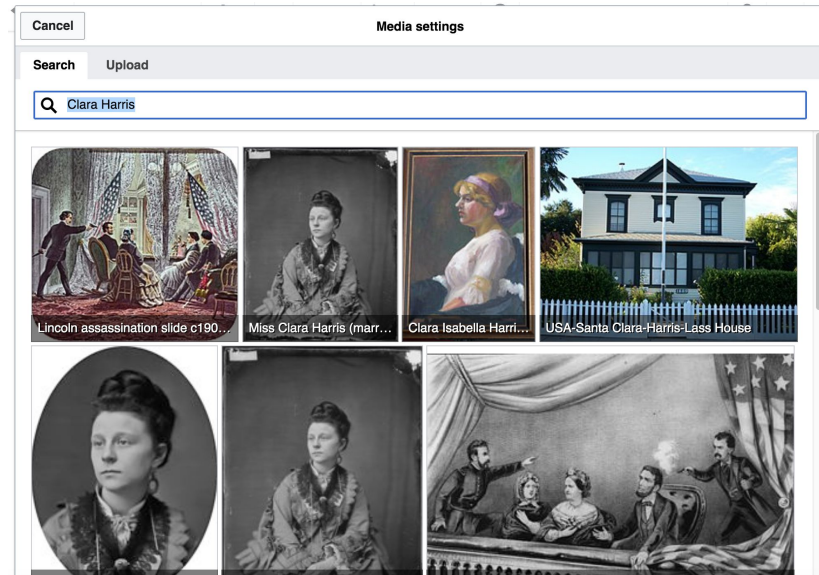 Cancel
Media settings
Search
Upload
Clara Harris
Lincoln assassination slide c190...
Miss Clara Harris (marr...
Clara Isabella Harri...
USA-Santa Clara-Harris-Lass House